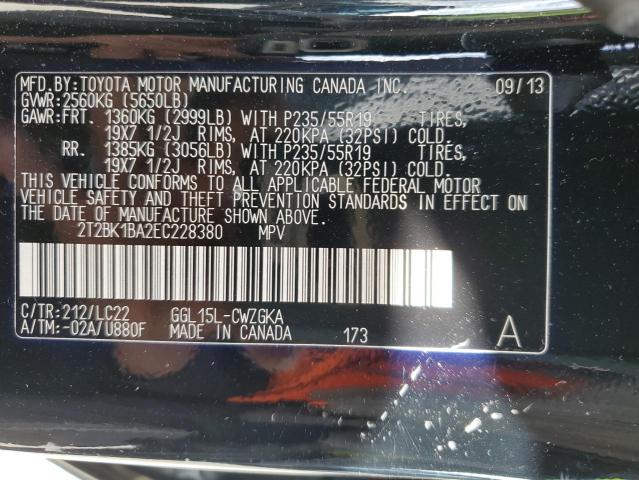 MFD.BY:TOYOTA MOTOR MANUFACTURING CANADA INC. 09/13
GVWR:2560KG (5650LB)
GAWR:FRT. 1360KG (2999LB) WITH P235/55R19 TIRES,
19X7 1/2J RIMS, AT 220KPA (32PSI) COLD.
RR. 1385KG (3056LB) WITH P235/55R19 TIRES,
19X7 1/2J RIMS, AT 220KPA (32PSI) COLD.
THIS VEHICLE CONFORMS TO ALL APPLICABLE FEDERAL MOTOR
VEHICLE SAFETY AND THEFT PREVENTION STANDARDS IN EFFECT ON
THE DATE OF MANUFACTURE SHOWN ABOVE.
2T2BK1BA2EC228380 MPV
C/TR:212/LC22 GGL15L-CWZGKA
A/TM:-02A/U880F MADE IN CANADA 173 A